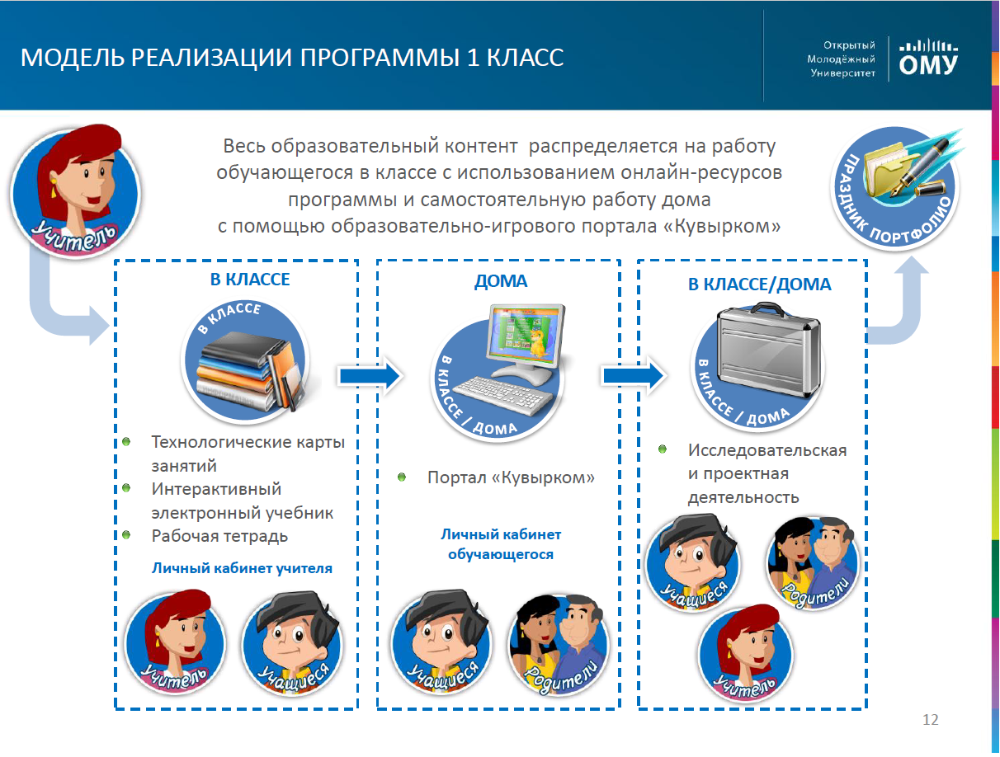 МОДЕЛЬ РЕАЛИЗАЦИИ ПРОГРАММЫ 1 КЛАСС
Открытый
Молодёжный
Университет
ОМУ
Весь образовательный контент распределяется на работу
обучающегося в классе с использованием онлайн-ресурсов
программы и самостоятельную работу дома
с помощью образовательно-игрового портала «Кувырком»
Учитель
ПРАЗДНИК ПОРТФОЛИО
В КЛАССЕ
В КЛАССЕ
Технологические карты
занятий
Интерактивный
электронный учебник
Рабочая тетрадь
Личный кабинет учителя
Учитель
Учащиеся
ДОМА
В КЛАССЕ / ДОМА
Портал «Кувырком»
Личный кабинет
обучающегося
Учащиеся
Родители
В КЛАССЕ/ДОМА
В КЛАССЕ / ДОМА
Исследовательская
и проектная
деятельность
Учащиеся
Родители
Учитель
12